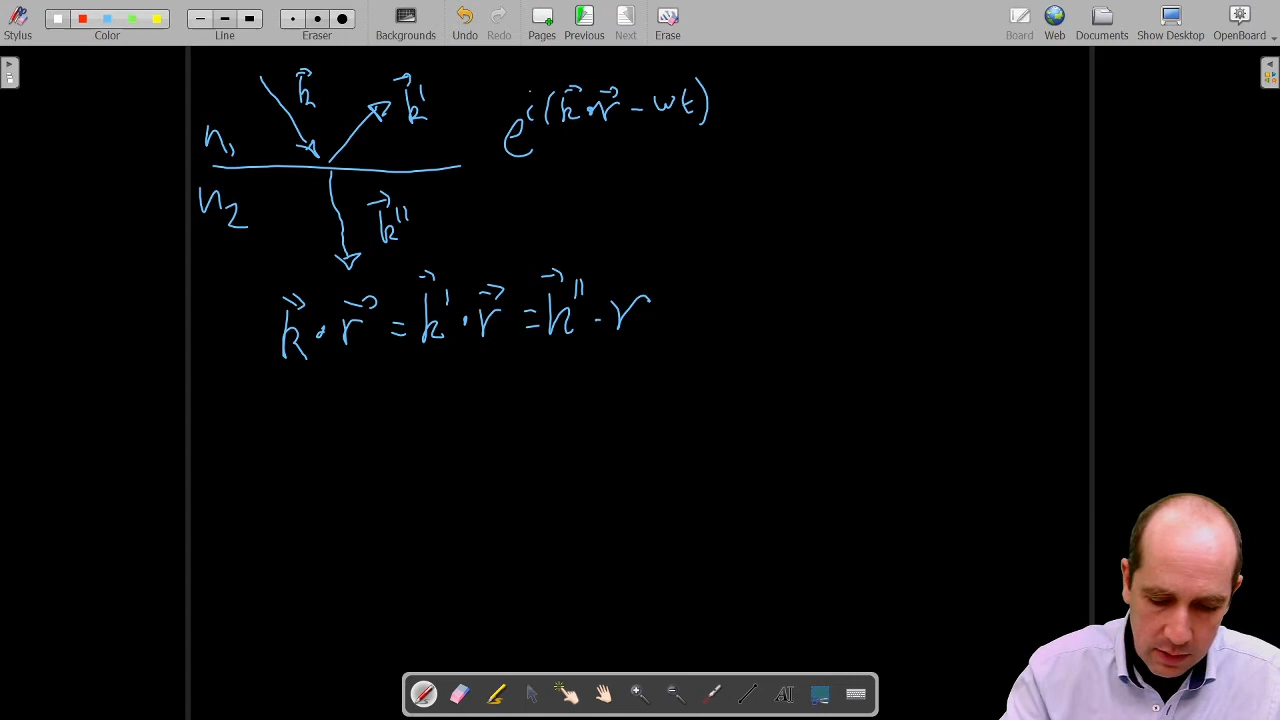 Stylus Color Line Eraser Backgrounds Undo Redo Pages Previous Next Erase Board Web Documents Show Desktop OpenBoard
k⃗ k⃗' e^{i(k⃗·r⃗ - ωt)}
n₁
n₂ k⃗''
k⃗·r⃗ = k⃗'·r⃗ = k⃗''·r